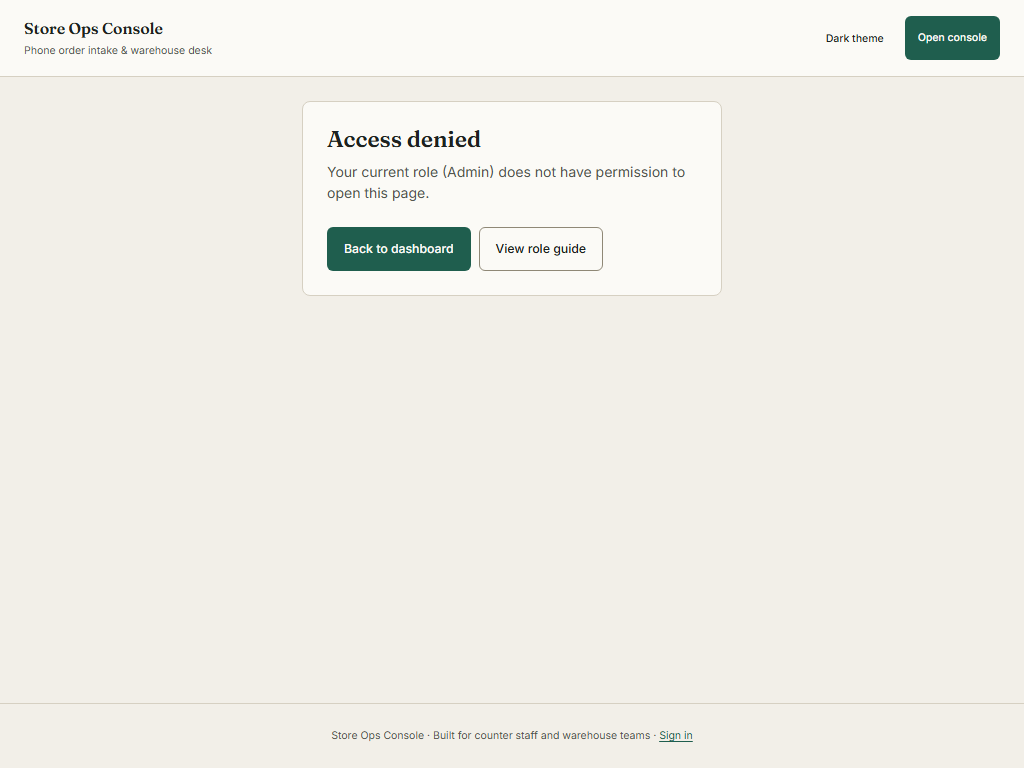 Store Ops Console
Phone order intake & warehouse desk
Dark theme
Open console
Access denied
Your current role (Admin) does not have permission to
open this page.
Back to dashboard
View role guide
Store Ops Console · Built for counter staff and warehouse teams · Sign in